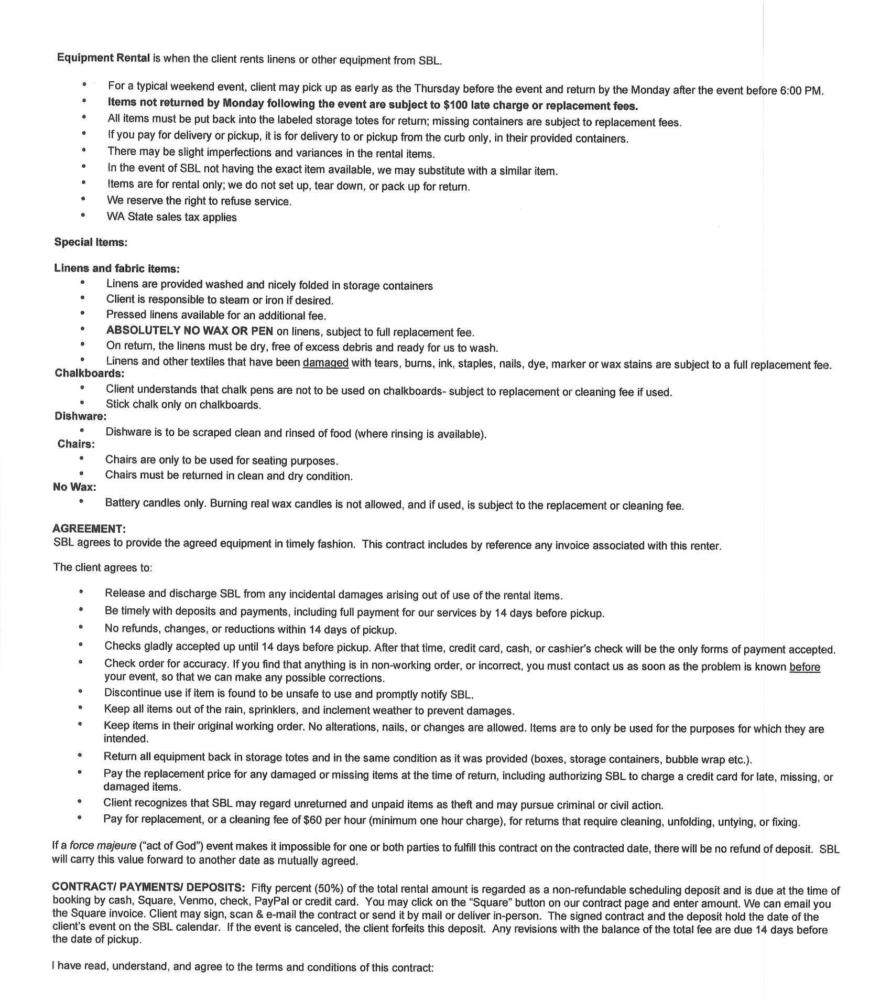 Equipment Rental is when the client rents linens or other equipment from SBL.
• For a typical weekend event, client may pick up as early as the Thursday before the event and return by the Monday after the event before 6:00 PM.
• Items not returned by Monday following the event are subject to $100 late charge or replacement fees.
• All items must be put back into the labeled storage totes for return; missing containers are subject to replacement fees.
• If you pay for delivery or pickup, it is for delivery to or pickup from the curb only, in their provided containers.
• There may be slight imperfections and variances in the rental items.
• In the event of SBL not having the exact item available, we may substitute with a similar item.
• Items are for rental only; we do not set up, tear down, or pack up for return.
• We reserve the right to refuse service.
• WA State sales tax applies
Special Items:
Linens and fabric items:
• Linens are provided washed and nicely folded in storage containers
• Client is responsible to steam or iron if desired.
• Pressed linens available for an additional fee.
• ABSOLUTELY NO WAX OR PEN on linens, subject to full replacement fee.
• On return, the linens must be dry, free of excess debris and ready for us to wash.
• Linens and other textiles that have been damaged with tears, burns, ink, staples, nails, dye, marker or wax stains are subject to a full replacement fee.
Chalkboards:
• Client understands that chalk pens are not to be used on chalkboards- subject to replacement or cleaning fee if used.
• Stick chalk only on chalkboards.
Dishware:
• Dishware is to be scraped clean and rinsed of food (where rinsing is available).
Chairs:
• Chairs are only to be used for seating purposes.
• Chairs must be returned in clean and dry condition.
No Wax:
• Battery candles only. Burning real wax candles is not allowed, and if used, is subject to the replacement or cleaning fee.
AGREEMENT:
SBL agrees to provide the agreed equipment in timely fashion.  This contract includes by reference any invoice associated with this renter.
The client agrees to:
• Release and discharge SBL from any incidental damages arising out of use of the rental items.
• Be timely with deposits and payments, including full payment for our services by 14 days before pickup.
• No refunds, changes, or reductions within 14 days of pickup.
• Checks gladly accepted up until 14 days before pickup. After that time, credit card, cash, or cashier's check will be the only forms of payment accepted.
• Check order for accuracy. If you find that anything is in non-working order, or incorrect, you must contact us as soon as the problem is known before
your event, so that we can make any possible corrections.
• Discontinue use if item is found to be unsafe to use and promptly notify SBL.
• Keep all items out of the rain, sprinklers, and inclement weather to prevent damages.
• Keep items in their original working order. No alterations, nails, or changes are allowed. Items are to only be used for the purposes for which they are
intended.
• Return all equipment back in storage totes and in the same condition as it was provided (boxes, storage containers, bubble wrap etc.).
• Pay the replacement price for any damaged or missing items at the time of return, including authorizing SBL to charge a credit card for late, missing, or
damaged items.
• Client recognizes that SBL may regard unreturned and unpaid items as theft and may pursue criminal or civil action.
• Pay for replacement, or a cleaning fee of $60 per hour (minimum one hour charge), for returns that require cleaning, unfolding, untying, or fixing.
If a force majeure (“act of God”) event makes it impossible for one or both parties to fulfill this contract on the contracted date, there will be no refund of deposit.  SBL
will carry this value forward to another date as mutually agreed.
CONTRACT/ PAYMENTS/ DEPOSITS:  Fifty percent (50%) of the total rental amount is regarded as a non-refundable scheduling deposit and is due at the time of
booking by cash, Square, Venmo, check, PayPal or credit card.  You may click on the “Square” button on our contract page and enter amount. We can email you
the Square invoice. Client may sign, scan & e-mail the contract or send it by mail or deliver in-person.  The signed contract and the deposit hold the date of the
client's event on the SBL calendar.  If the event is canceled, the client forfeits this deposit.  Any revisions with the balance of the total fee are due 14 days before
the date of pickup.
I have read, understand, and agree to the terms and conditions of this contract: